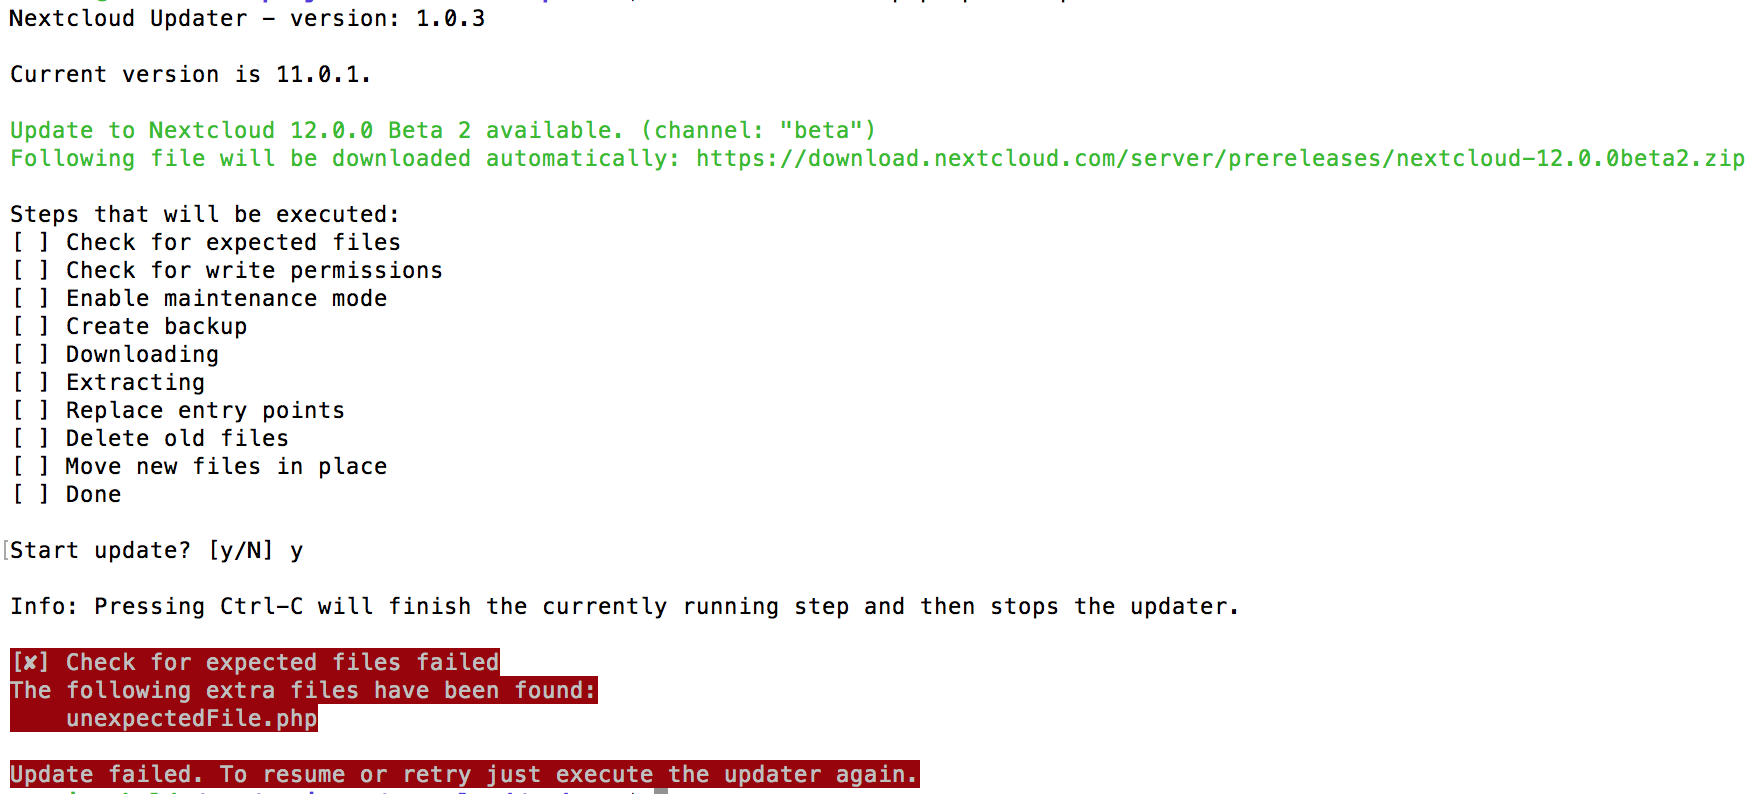 Nextcloud Updater - version: 1.0.3
Current version is 11.0.1.
Update to Nextcloud 12.0.0 Beta 2 available. (channel: "beta")
Following file will be downloaded automatically: https://download.nextcloud.com/server/prereleases/nextcloud-12.0.0beta2.zip
Steps that will be executed:
[ ] Check for expected files
[ ] Check for write permissions
[ ] Enable maintenance mode
[ ] Create backup
[ ] Downloading
[ ] Extracting
[ ] Replace entry points
[ ] Delete old files
[ ] Move new files in place
[ ] Done
[Start update? [y/N] y
Info: Pressing Ctrl-C will finish the currently running step and then stops the updater.
[✘] Check for expected files failed
The following extra files have been found:
unexpectedFile.php
Update failed. To resume or retry just execute the updater again.